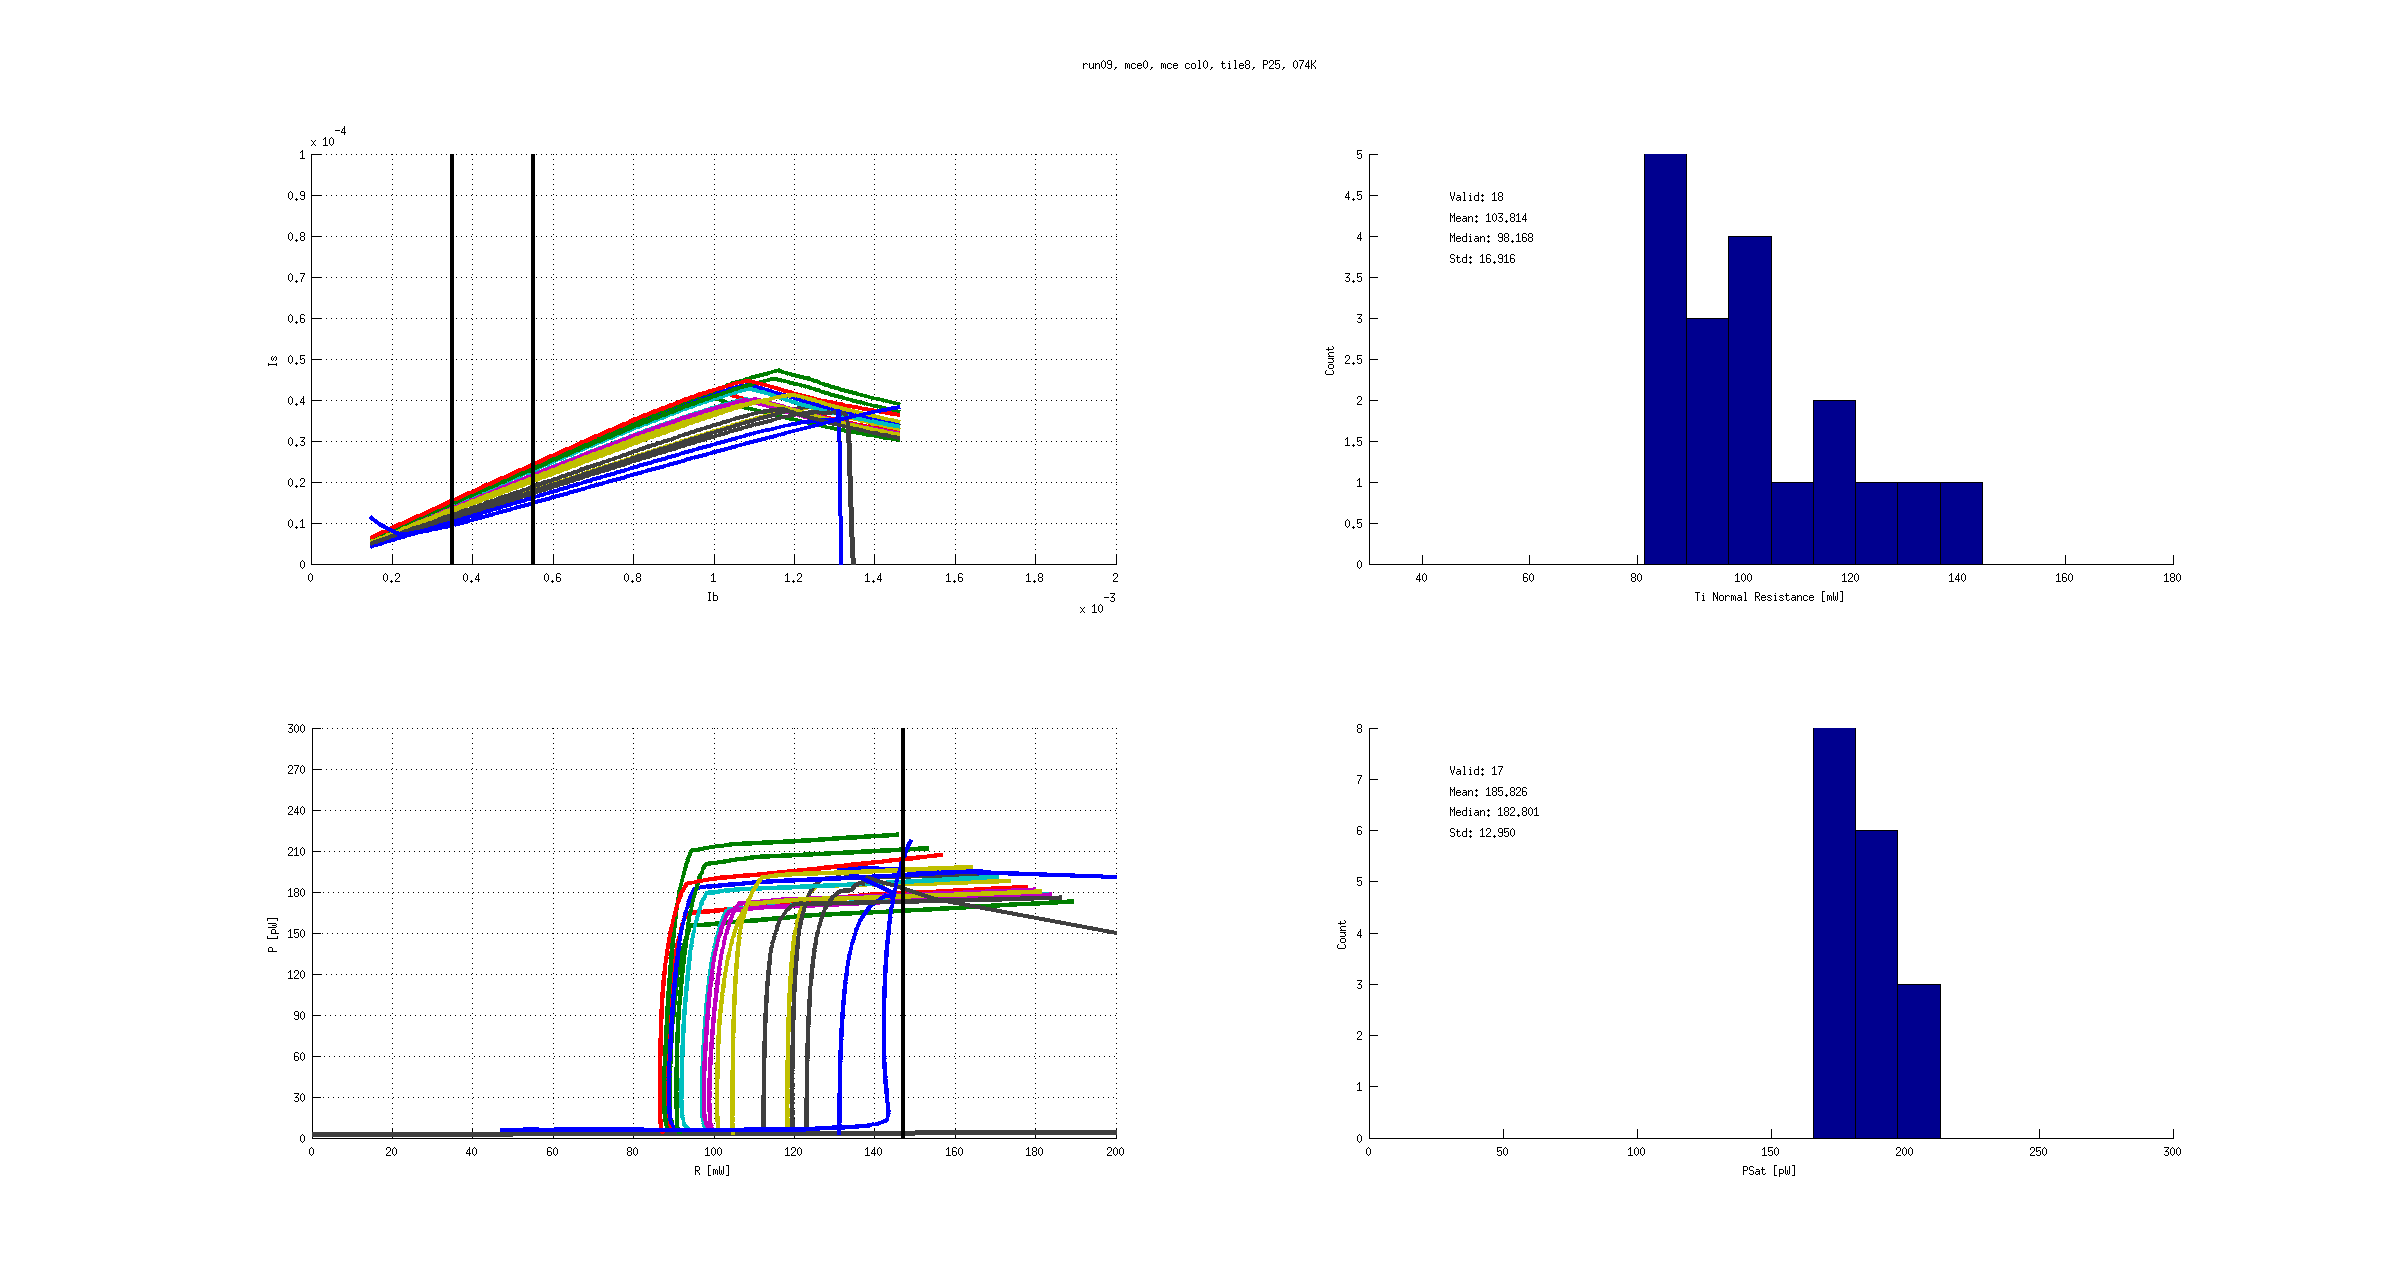 run09, mce0, mce col0, tile8, P25, 074K
x 10^-4
1
0.9
0.8
0.7
0.6
0.5
0.4
0.3
0.2
0.1
0
Is
0 0.2 0.4 0.6 0.8 1 1.2 1.4 1.6 1.8 2
Ib
x 10^-3
5
4.5
4
3.5
3
2.5
2
1.5
1
0.5
0
Count
Valid: 18
Mean: 103.814
Median: 98.168
Std: 16.916
40 60 80 100 120 140 160 180
Ti Normal Resistance [mW]
300
270
240
210
180
150
120
90
60
30
0
P [pW]
0 20 40 60 80 100 120 140 160 180 200
R [mW]
8
7
6
5
4
3
2
1
0
Count
Valid: 17
Mean: 185.826
Median: 182.801
Std: 12.950
0 50 100 150 200 250 300
PSat [pW]